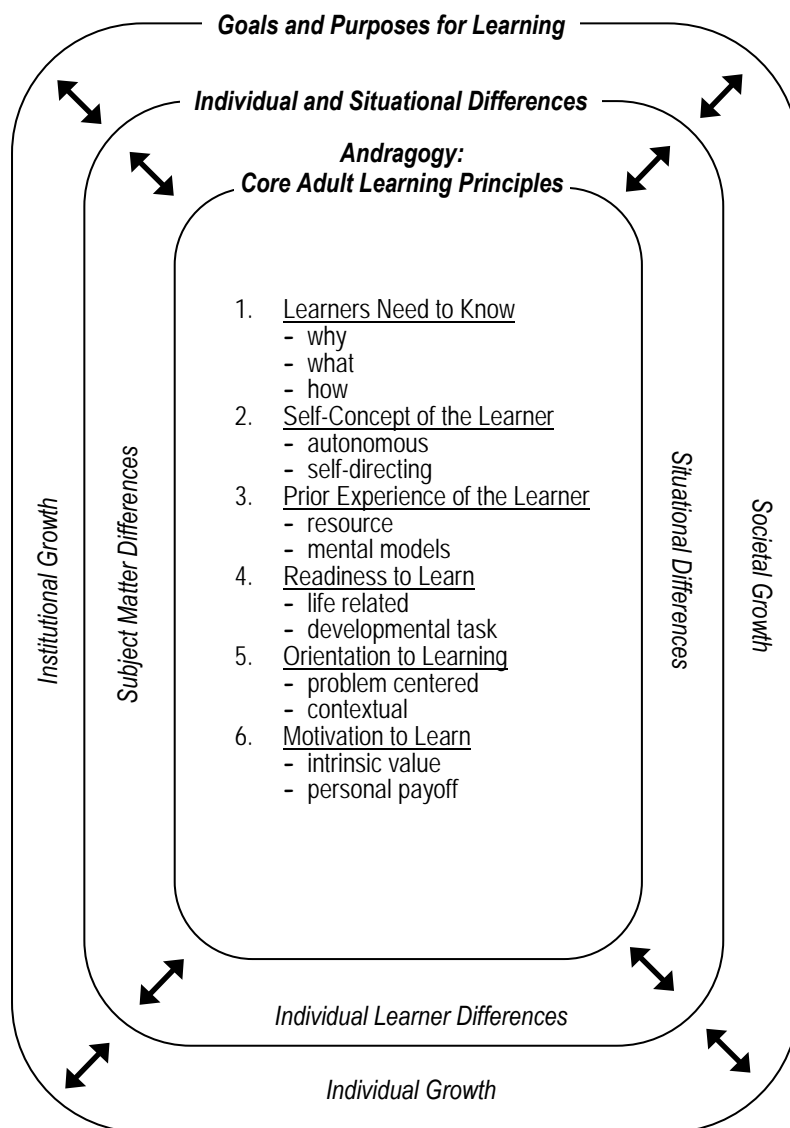 Goals and Purposes for Learning
Individual and Situational Differences
Andragogy:
Core Adult Learning Principles
1. Learners Need to Know
- why
- what
- how
2. Self-Concept of the Learner
- autonomous
- self-directing
3. Prior Experience of the Learner
- resource
- mental models
4. Readiness to Learn
- life related
- developmental task
5. Orientation to Learning
- problem centered
- contextual
6. Motivation to Learn
- intrinsic value
- personal payoff
Institutional Growth
Subject Matter Differences
Situational Differences
Societal Growth
Individual Learner Differences
Individual Growth